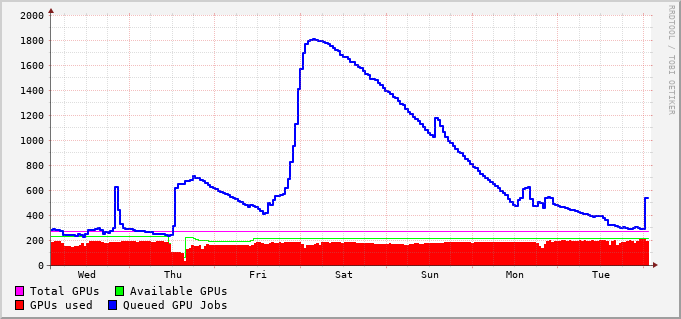 2000
1800
1600
1400
1200
1000
800
600
400
200
0
Wed Thu Fri Sat Sun Mon Tue
Total GPUs Available GPUs
GPUs used Queued GPU Jobs
RRDTOOL / TOBI OETIKER